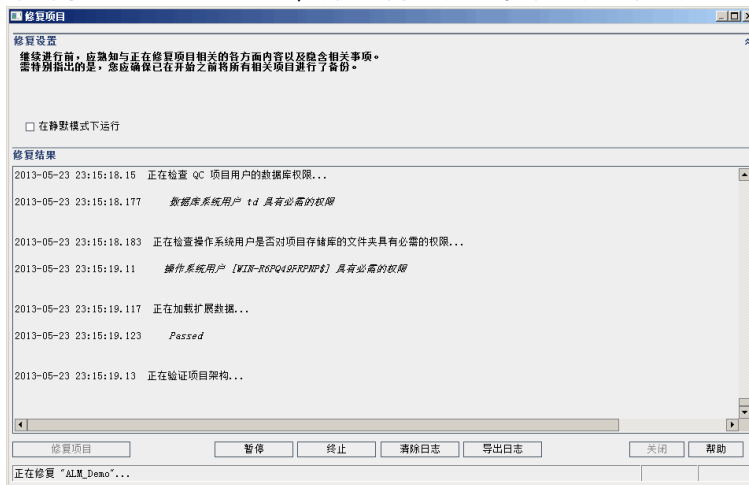 修复项目
修复设置
继续进行前，应熟知与正在修复项目相关的各方面内容以及隐含相关事项。
需特别指出的是，您应确保已在开始之前将所有相关项目进行了备份。
在静默模式下运行
修复结果
2013-05-23 23:15:18.15 正在检查 QC 项目用户的数据库权限...
2013-05-23 23:15:18.177 数据库系统用户 td 具有必需的权限
2013-05-23 23:15:18.183 正在检查操作系统用户是否对项目存储库的文件夹具有必需的权限...
2013-05-23 23:15:19.11 操作系统用户 [WIN-R6PQ49FRPNP$] 具有必需的权限
2013-05-23 23:15:19.117 正在加载扩展数据...
2013-05-23 23:15:19.123 Passed
2013-05-23 23:15:19.13 正在验证项目架构...
修复项目 暂停 终止 清除日志 导出日志 关闭 帮助
正在修复 "ALM_Demo"...